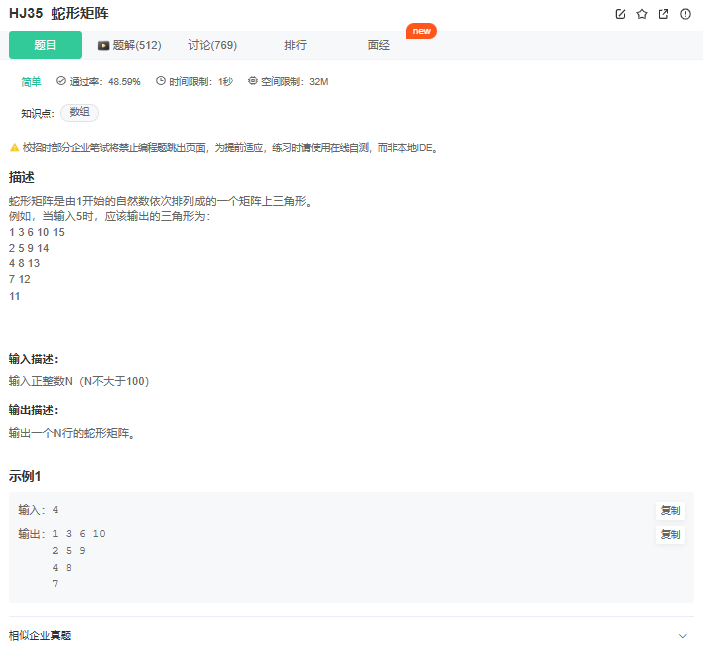 HJ35 蛇形矩阵
题目 题解(512) 讨论(769) 排行 面经 new
简单 通过率：48.59% 时间限制：1秒 空间限制：32M
知识点： 数组
校招时部分企业笔试将禁止编程题跳出页面，为提前适应，练习时请使用在线自测，而非本地IDE。
描述
蛇形矩阵是由1开始的自然数依次排列成的一个矩阵上三角形。
例如，当输入5时，应该输出的三角形为：
1 3 6 10 15
2 5 9 14
4 8 13
7 12
11
输入描述：
输入正整数N（N不大于100）
输出描述：
输出一个N行的蛇形矩阵。
示例1
输入：4 复制
输出：1 3 6 10 复制
2 5 9
4 8
7
相似企业真题